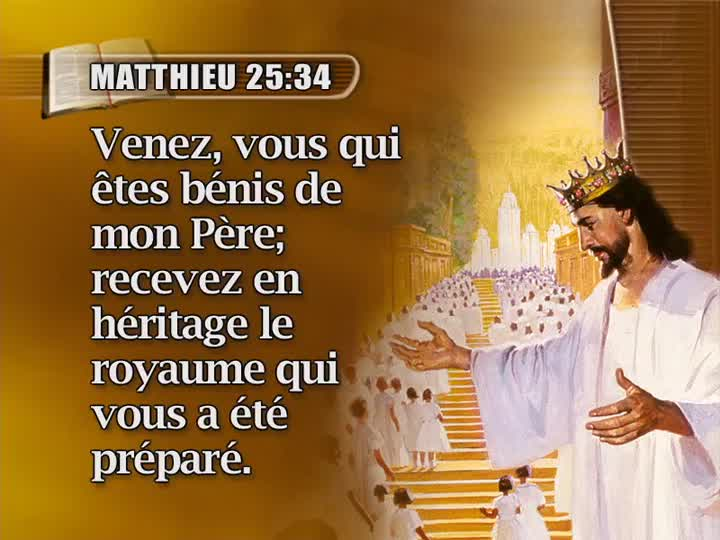 MATTHIEU 25:34
Venez, vous qui
êtes bénis de
mon Père;
recevez en
héritage le
royaume qui
vous a été
préparé.